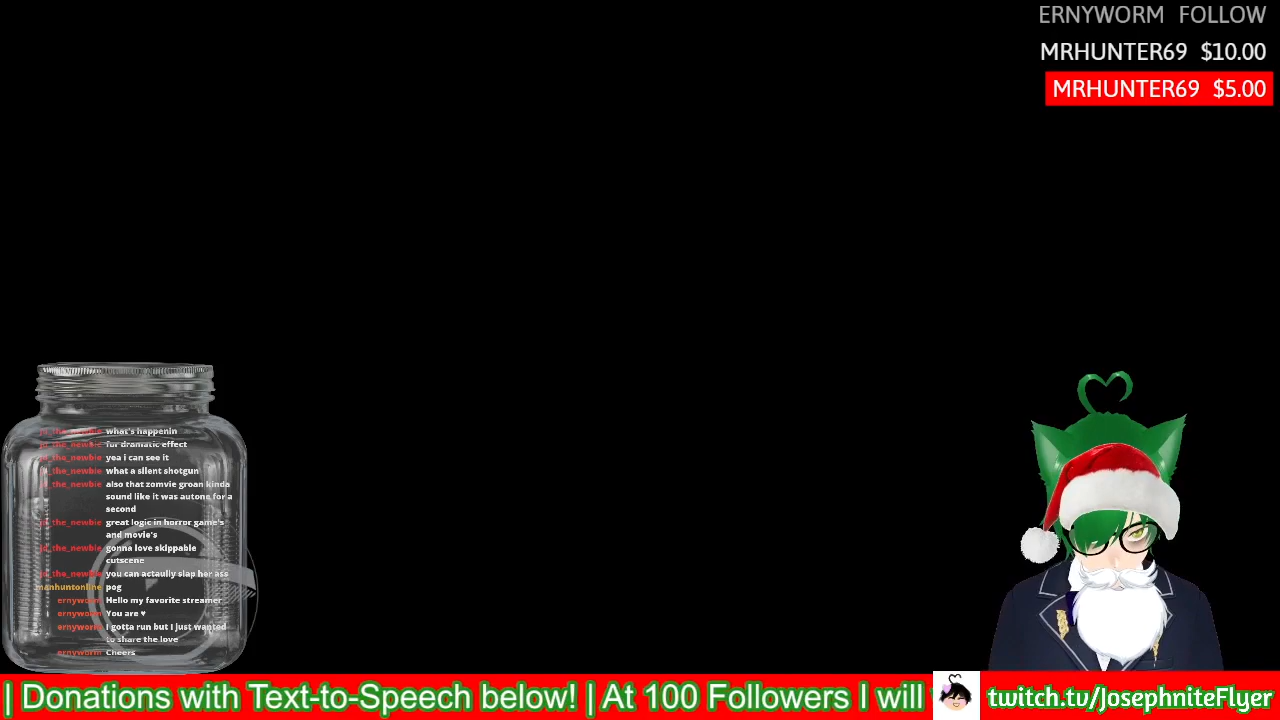 ERNYWORM FOLLOW
MRHUNTER69 $10.00
MRHUNTER69 $5.00
what's happenin
for dramatic effect
yea i can see it
what a silent shotgun
also that zomvie groan kinda
sound like it was autone for a
second
great logic in horror game's
and movie's
gonna love skippable
cutscene
you can actaully slap her ass
manhuntonline pog
ernyworm Hello my favorite streamer
ernyworm You are ♥
ernyworm I gotta run but I just wanted
to share the love
ernyworm Cheers
| Donations with Text-to-Speech below! | At 100 Followers I will
twitch.tv/JosephniteFlyer